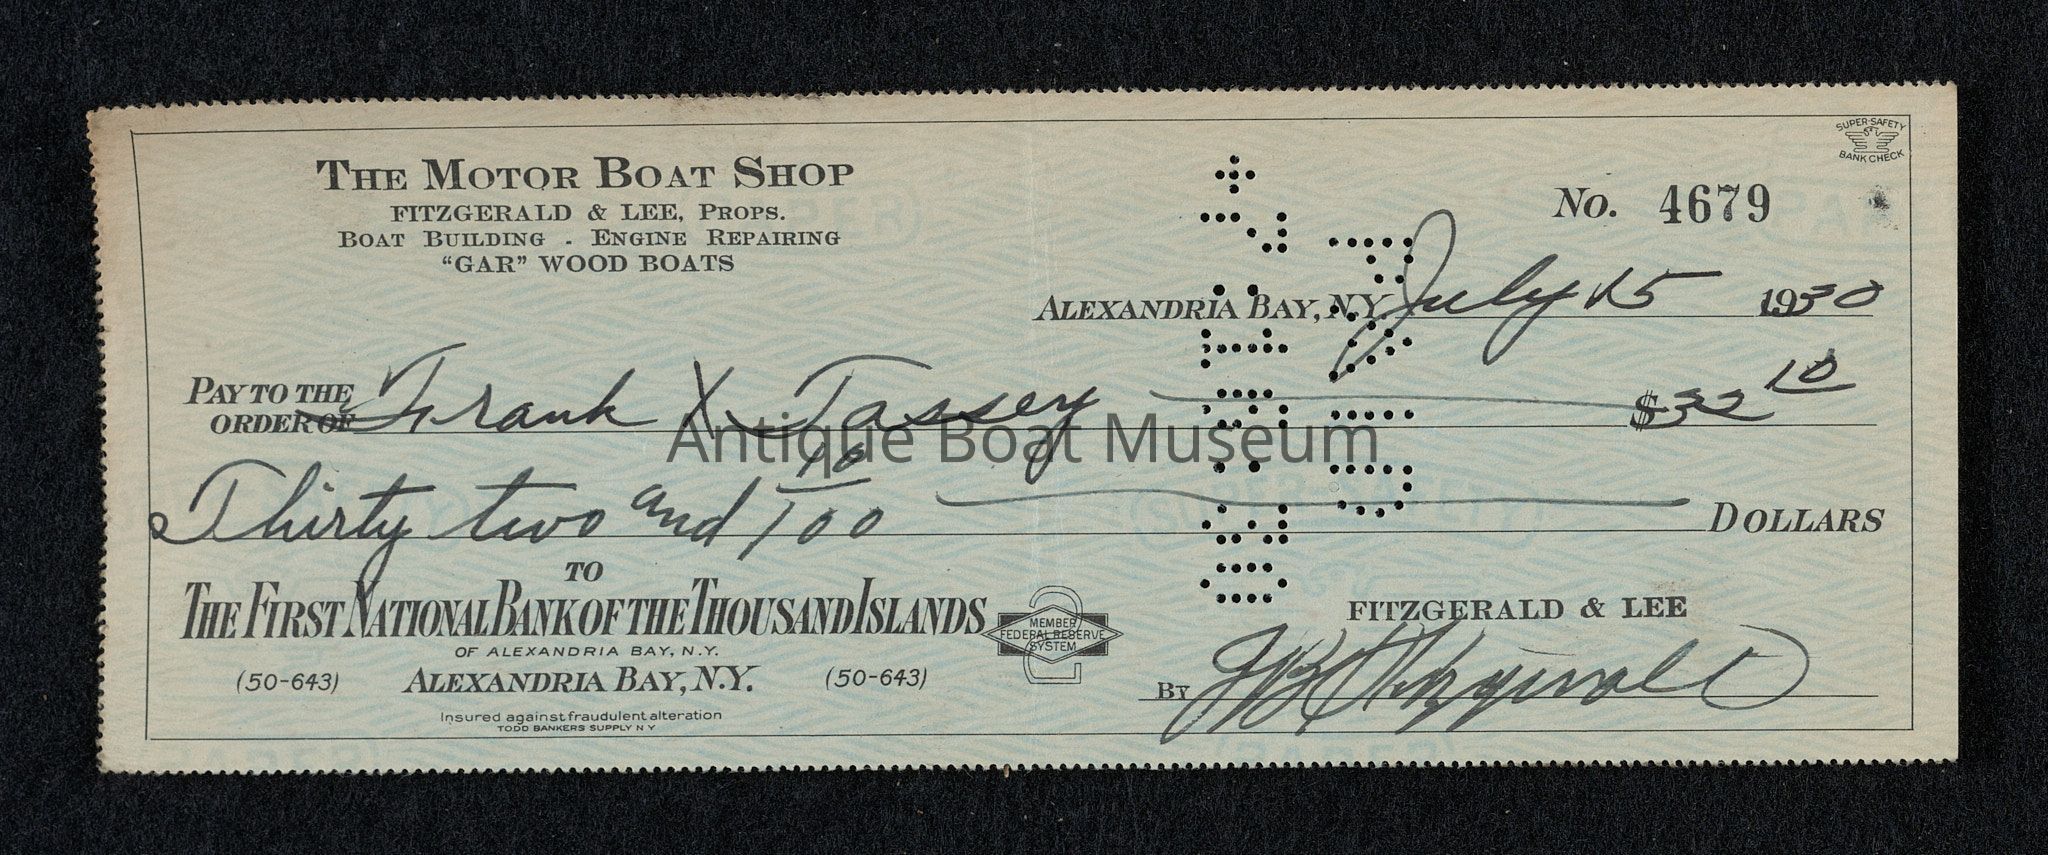 THE MOTOR BOAT SHOP
FITZGERALD & LEE, PROPS.
BOAT BUILDING - ENGINE REPAIRING
"GAR" WOOD BOATS
SUPER-SAFETY
BANK CHECK
No. 4679
ALEXANDRIA BAY, N.Y. July 15 1930
PAY TO THE
ORDER OF Frank X Tassey $32 10
Antique Boat Museum
Thirty two and 10/100 DOLLARS
TO
THE FIRST NATIONAL BANK OF THE THOUSAND ISLANDS
OF ALEXANDRIA BAY, N.Y.
(50-643) ALEXANDRIA BAY, N.Y. (50-643)
Insured against fraudulent alteration
TODD BANKERS SUPPLY N Y
MEMBER
FEDERAL RESERVE
SYSTEM
FITZGERALD & LEE
BY J B Fitzgerald
PAID